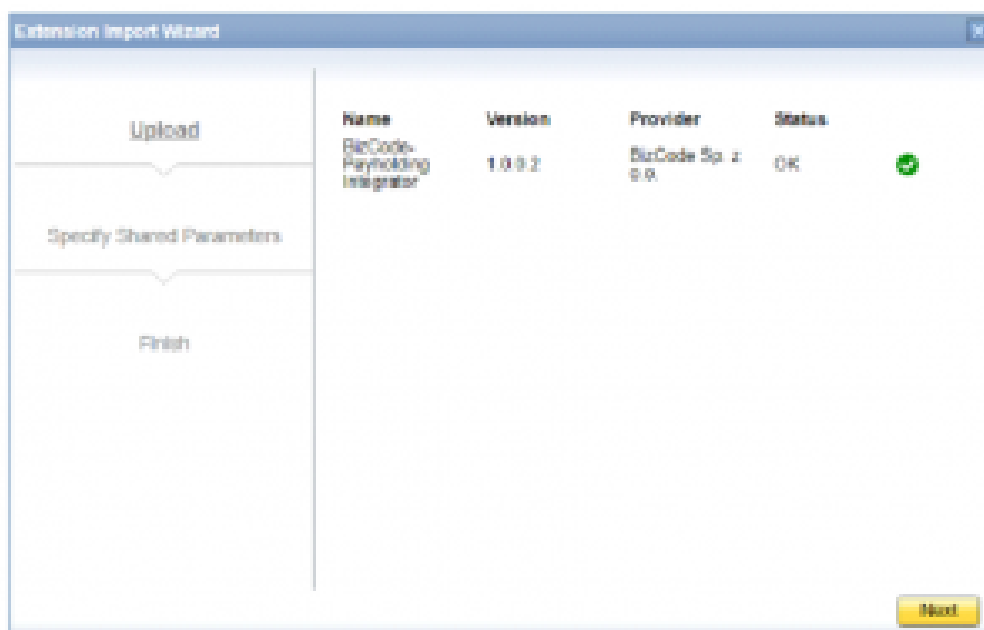 Extension Import Wizard
Upload
Specify Shared Parameters
Finish
Name Version Provider Status
BizCode-
Payholding
Integrator
1.0.0.2
BizCode Sp. z
o.o.
OK
Next